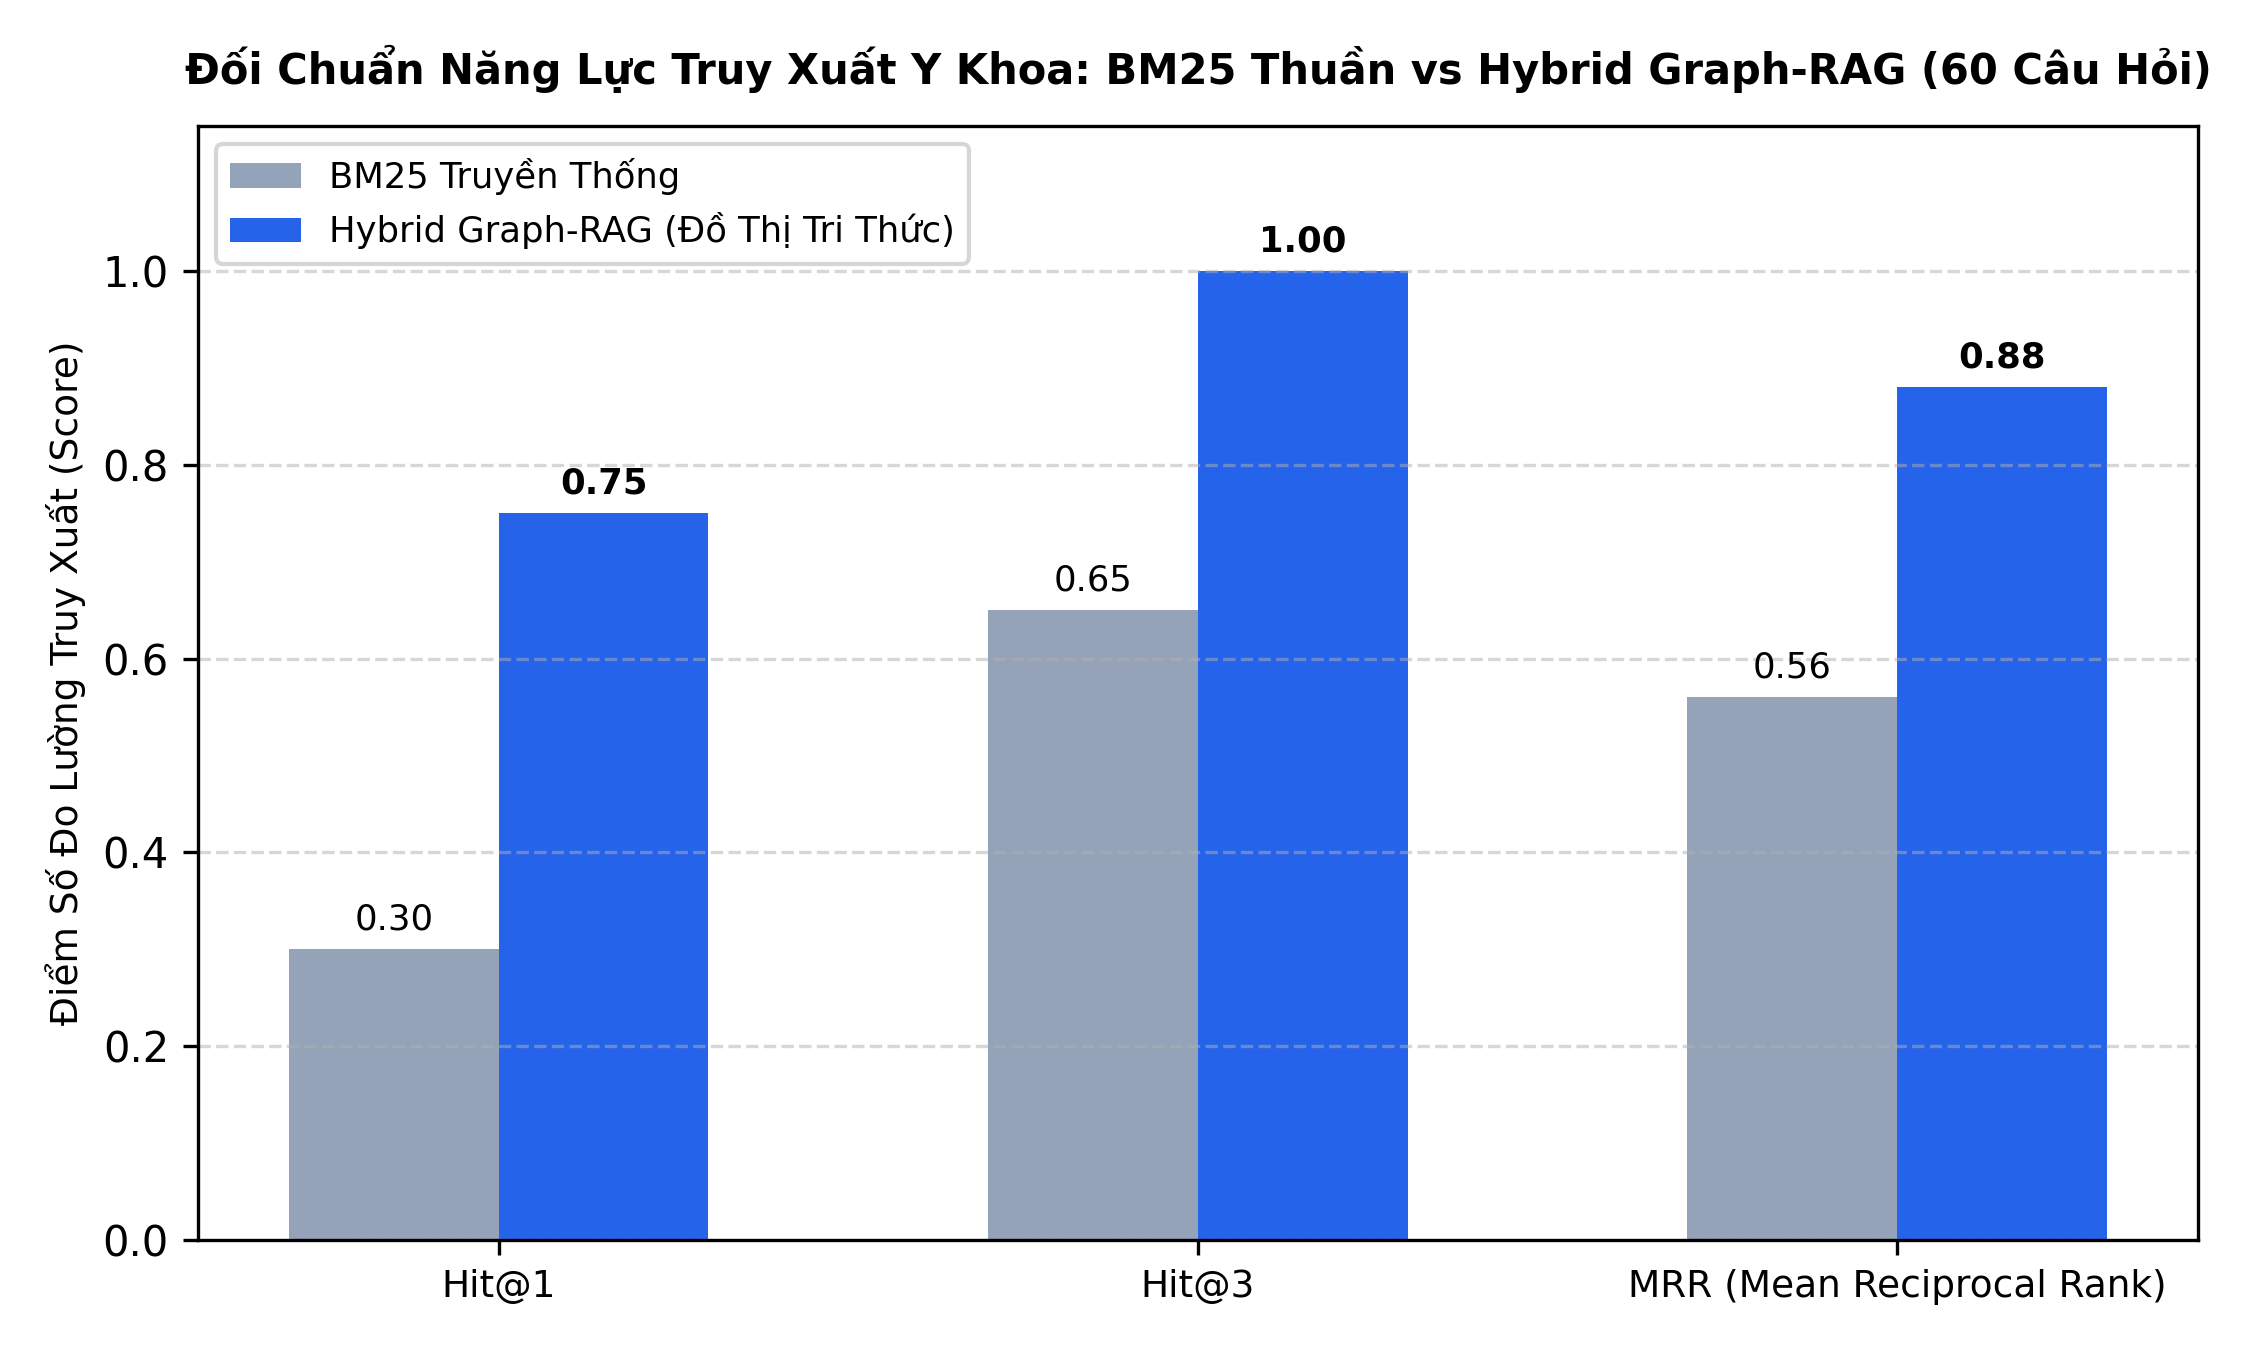 Đối Chuẩn Năng Lực Truy Xuất Y Khoa: BM25 Thuần vs Hybrid Graph-RAG (60 Câu Hỏi)
BM25 Truyền Thống
Hybrid Graph-RAG (Đồ Thị Tri Thức)
Điểm Số Đo Lường Truy Xuất (Score)
1.0
0.8
0.6
0.4
0.2
0.0
0.30
0.75
0.65
1.00
0.56
0.88
Hit@1
Hit@3
MRR (Mean Reciprocal Rank)